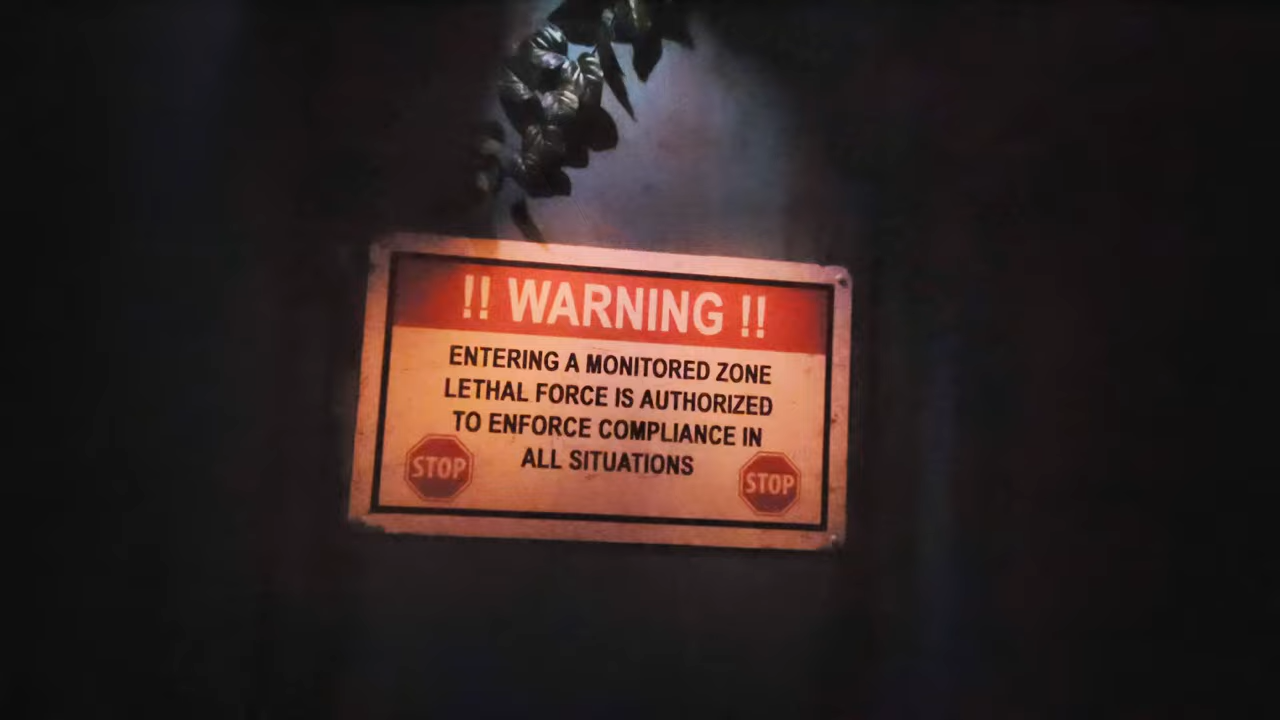 !! WARNING !!
ENTERING A MONITORED ZONE
LETHAL FORCE IS AUTHORIZED
TO ENFORCE COMPLIANCE IN
ALL SITUATIONS
STOP
STOP